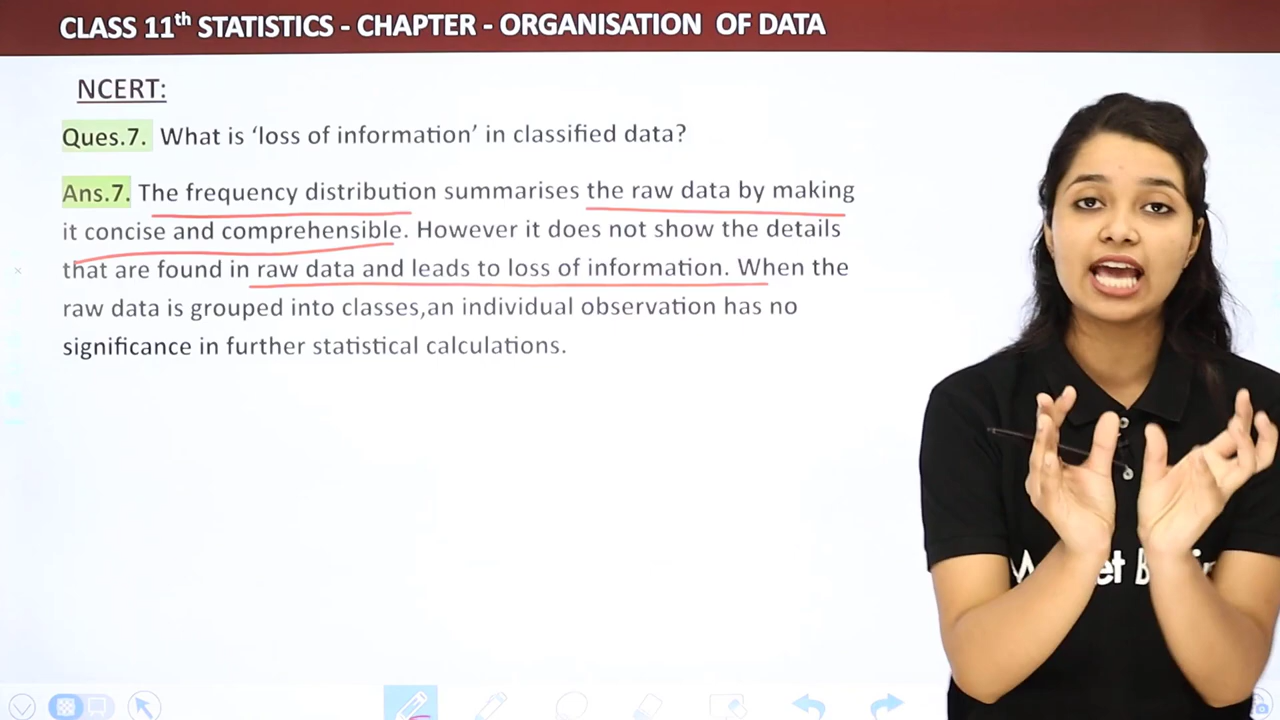 CLASS 11th STATISTICS - CHAPTER - ORGANISATION OF DATA
NCERT:
Ques.7. What is ‘loss of information’ in classified data?
Ans.7. The frequency distribution summarises the raw data by making
it concise and comprehensible. However it does not show the details
that are found in raw data and leads to loss of information. When the
raw data is grouped into classes,an individual observation has no
significance in further statistical calculations.